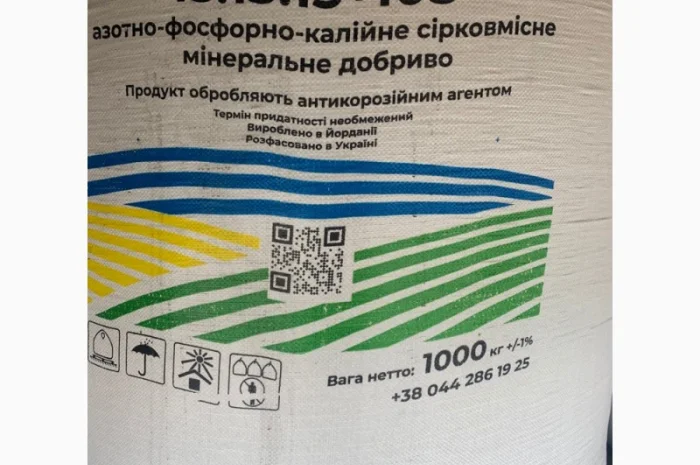 азотно-фосфорно-калійне сірковмісне
мінеральне добриво
Продукт обробляють антикорозійним агентом
Термін придатності необмежений
Вироблено в Йорданії
Розфасовано в Україні
Вага нетто: 1000 кг +/-1%
+38 044 286 19 25